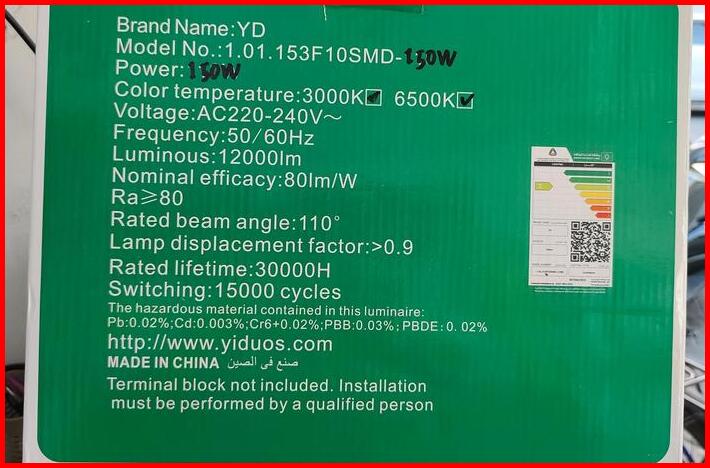 Brand Name:YD
Model No.:1.01.153F10SMD-150W
Power:150W
Color temperature:3000K☑ 6500K☑
Voltage:AC220-240V～
Frequency:50/60Hz
Luminous:12000lm
Nominal efficacy:80lm/W
Ra≥80
Rated beam angle:110°
Lamp displacement factor:>0.9
Rated lifetime:30000H
Switching:15000 cycles
The hazardous material contained in this luminaire:
Pb:0.02%;Cd:0.003%;Cr6+0.02%;PBB:0.03%;PBDE:0.02%
http://www.yiduos.com
MADE IN CHINA صنع فى الصين
Terminal block not included. Installation
must be performed by a qualified person